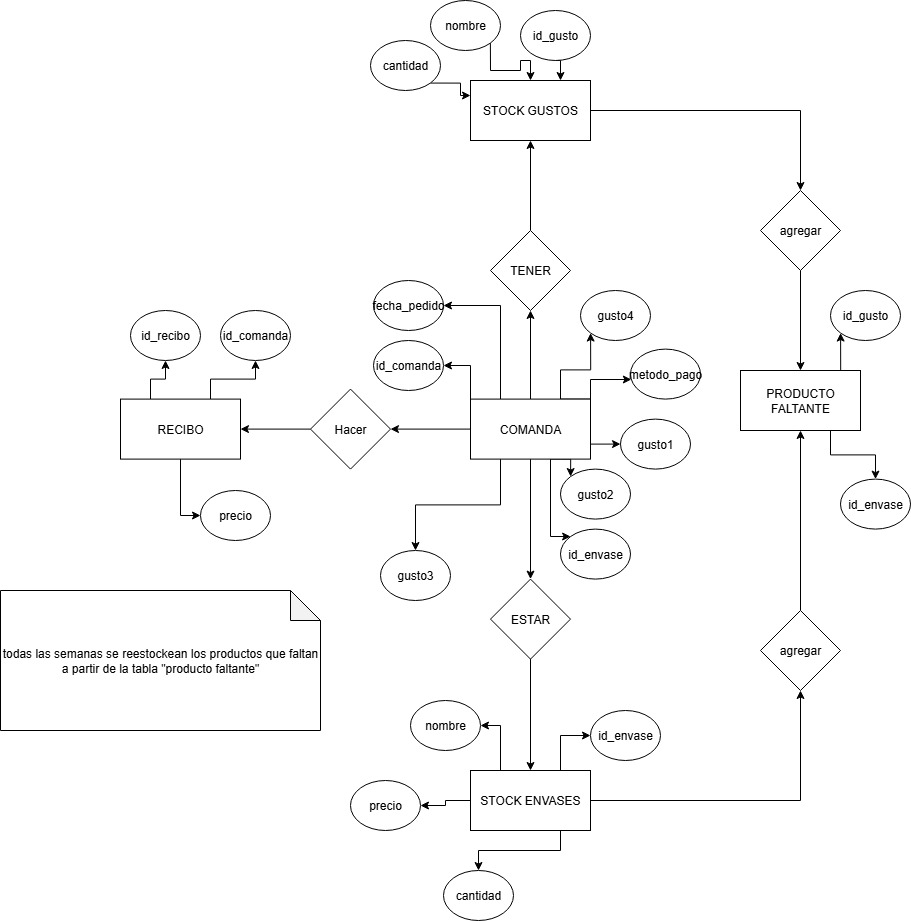 nombre
id_gusto
cantidad
STOCK GUSTOS
agregar
TENER
fecha_pedido
gusto4
id_gusto
id_recibo
id_comanda
id_comanda
metodo_pago
PRODUCTO
FALTANTE
RECIBO
Hacer
COMANDA
gusto1
gusto2
id_envase
precio
id_envase
gusto3
ESTAR
todas las semanas se reestockean los productos que faltan
a partir de la tabla "producto faltante"
agregar
nombre
id_envase
precio
STOCK ENVASES
cantidad